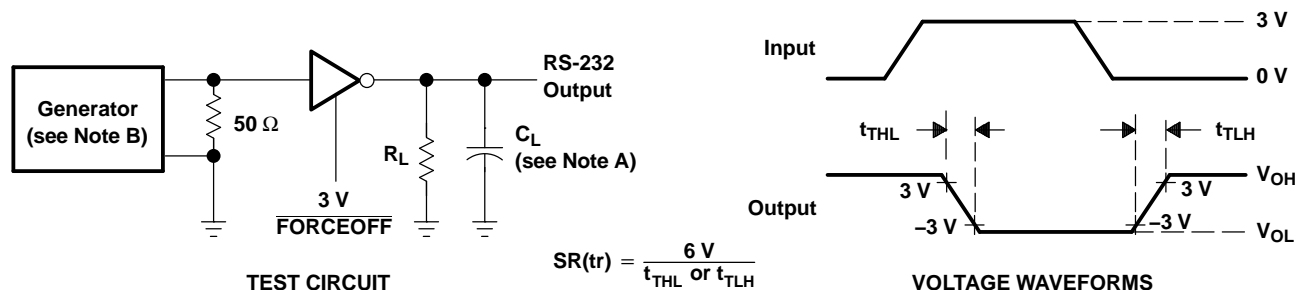 Generator
(see Note B)
50 Ω
3 V
FORCEOFF
R_L
C_L
(see Note A)
RS-232
Output
TEST CIRCUIT
SR(tr) = 6 V / t_THL or t_TLH
Input
3 V
0 V
t_THL
t_TLH
Output
3 V
−3 V
3 V
−3 V
V_OH
V_OL
VOLTAGE WAVEFORMS